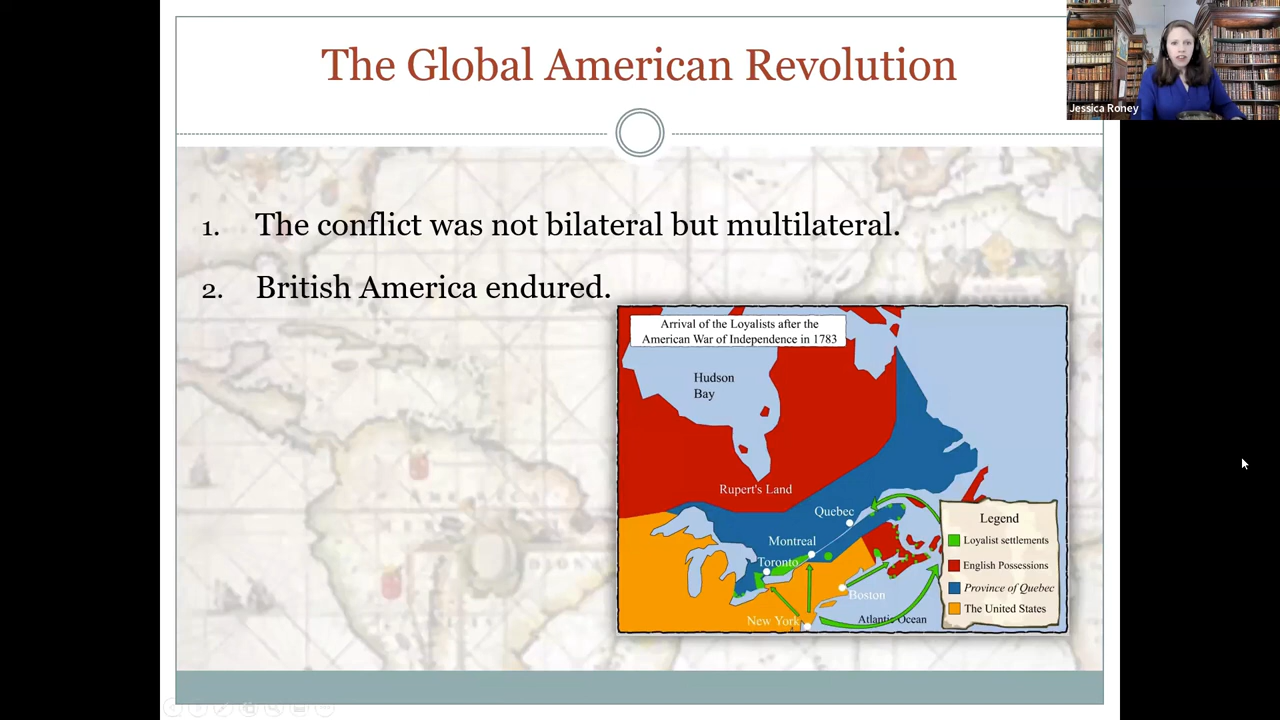 The Global American Revolution
Jessica Roney
1. The conflict was not bilateral but multilateral.
2. British America endured.
Arrival of the Loyalists after the
American War of Independence in 1783
Hudson
Bay
Rupert's Land
Quebec
Montreal
Toronto
Boston
New York
Atlantic Ocean
Legend
Loyalist settlements
English Possessions
Province of Quebec
The United States